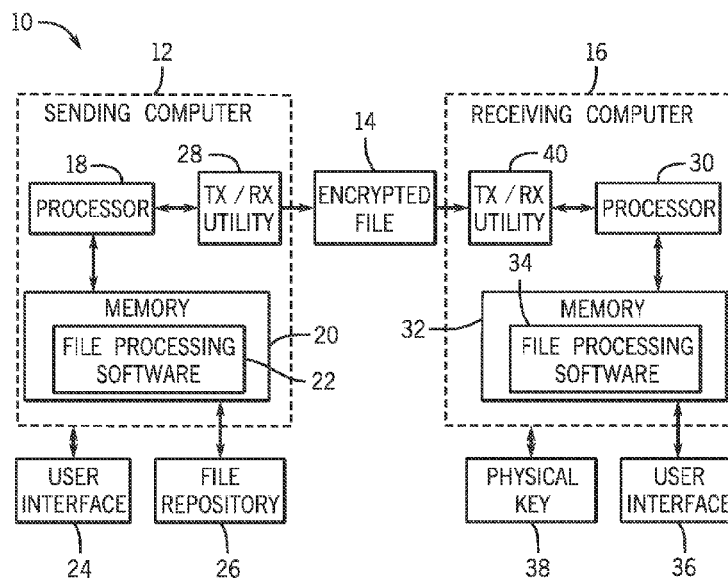 10
12
16
SENDING COMPUTER
RECEIVING COMPUTER
18
28
14
40
30
PROCESSOR
TX / RX
UTILITY
ENCRYPTED
FILE
TX / RX
UTILITY
PROCESSOR
34
MEMORY
FILE PROCESSING
SOFTWARE
20
22
32
MEMORY
FILE PROCESSING
SOFTWARE
USER
INTERFACE
FILE
REPOSITORY
PHYSICAL
KEY
USER
INTERFACE
24
26
38
36